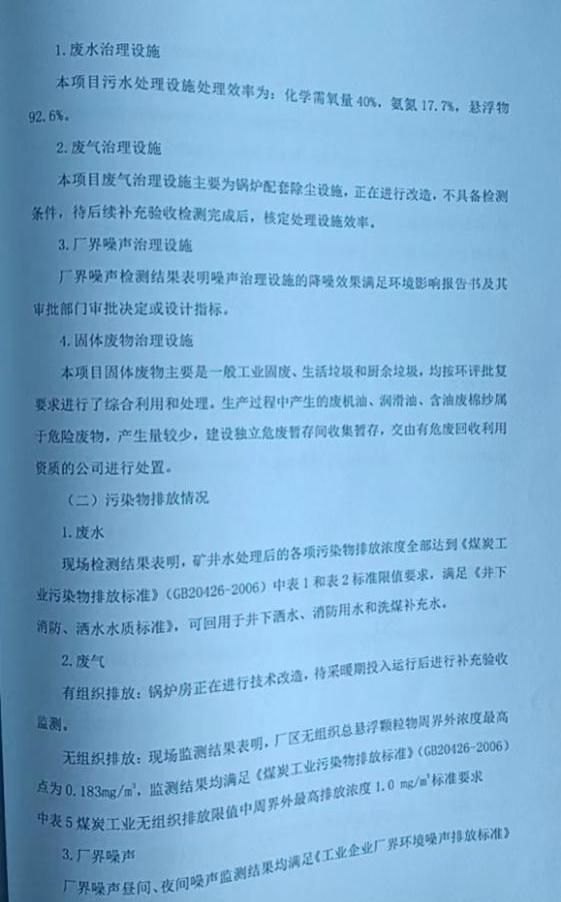 1.废水治理设施
本项目污水处理设施处理效率为：化学需氧量 40%，氨氮 17.7%，悬浮物
92.6%。
2.废气治理设施
本项目废气治理设施主要为锅炉配套除尘设施，正在进行改造，不具备检测
条件，待后续补充验收检测完成后，核定处理设施效率。
3.厂界噪声治理设施
厂界噪声检测结果表明噪声治理设施的降噪效果满足环境影响报告书及其
审批部门审批决定或设计指标。
4.固体废物治理设施
本项目固体废物主要是一般工业固废、生活垃圾和厨余垃圾，均按环评批复
要求进行了综合利用和处理。生产过程中产生的废机油、润滑油、含油废棉纱属
于危险废物，产生量较少，建设独立危废暂存间收集暂存，交由有危废回收利用
资质的公司进行处置。
（二）污染物排放情况
1.废水
现场检测结果表明，矿井水处理后的各项污染物排放浓度全部达到《煤炭工
业污染物排放标准》（GB20426-2006）中表 1 和表 2 标准限值要求，满足《井下
消防、洒水水质标准》，可回用于井下洒水、消防用水和洗煤补充水。
2.废气
有组织排放：锅炉房正在进行技术改造，待采暖期投入运行后进行补充验收
监测。
无组织排放：现场监测结果表明，厂区无组织总悬浮颗粒物周界外浓度最高
点为 0.183mg/m³，监测结果均满足《煤炭工业污染物排放标准》（GB20426-2006）
中表 5 煤炭工业无组织排放限值中周界外最高排放浓度 1.0 mg/m³标准要求
3.厂界噪声
厂界噪声昼间、夜间噪声监测结果均满足《工业企业厂界环境噪声排放标准》